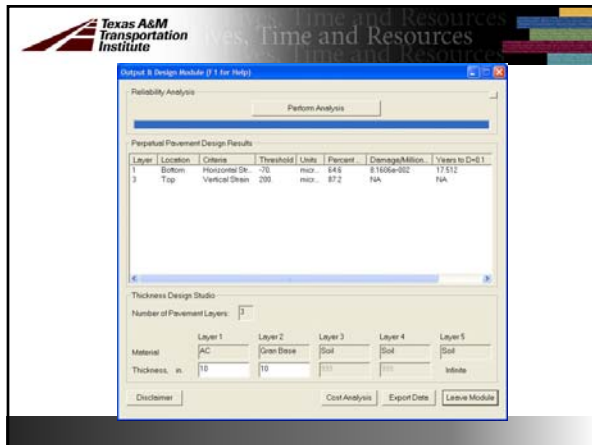 Texas A&M
Transportation
Institute
Time and Resources
Time and Resources
Output & Design Module (F1 for Help)
Reliability Analysis
Perform Analysis
Perpetual Pavement Design Results
Layer Location Criteria Threshold Units Percent... Damage/Million... Years to D=0.1
1 Bottom Horizontal Str... -70. micr... 64.6 8.1606e-002 17.512
3 Top Vertical Strain 200. micr... 87.2 NA NA
Thickness Design Studio
Number of Pavement Layers: 3
Layer 1 Layer 2 Layer 3 Layer 4 Layer 5
Material AC Gran Base Soil Soil Soil
Thickness, in 10 10 Infinite
Disclaimer Cost Analysis Export Data Leave Module